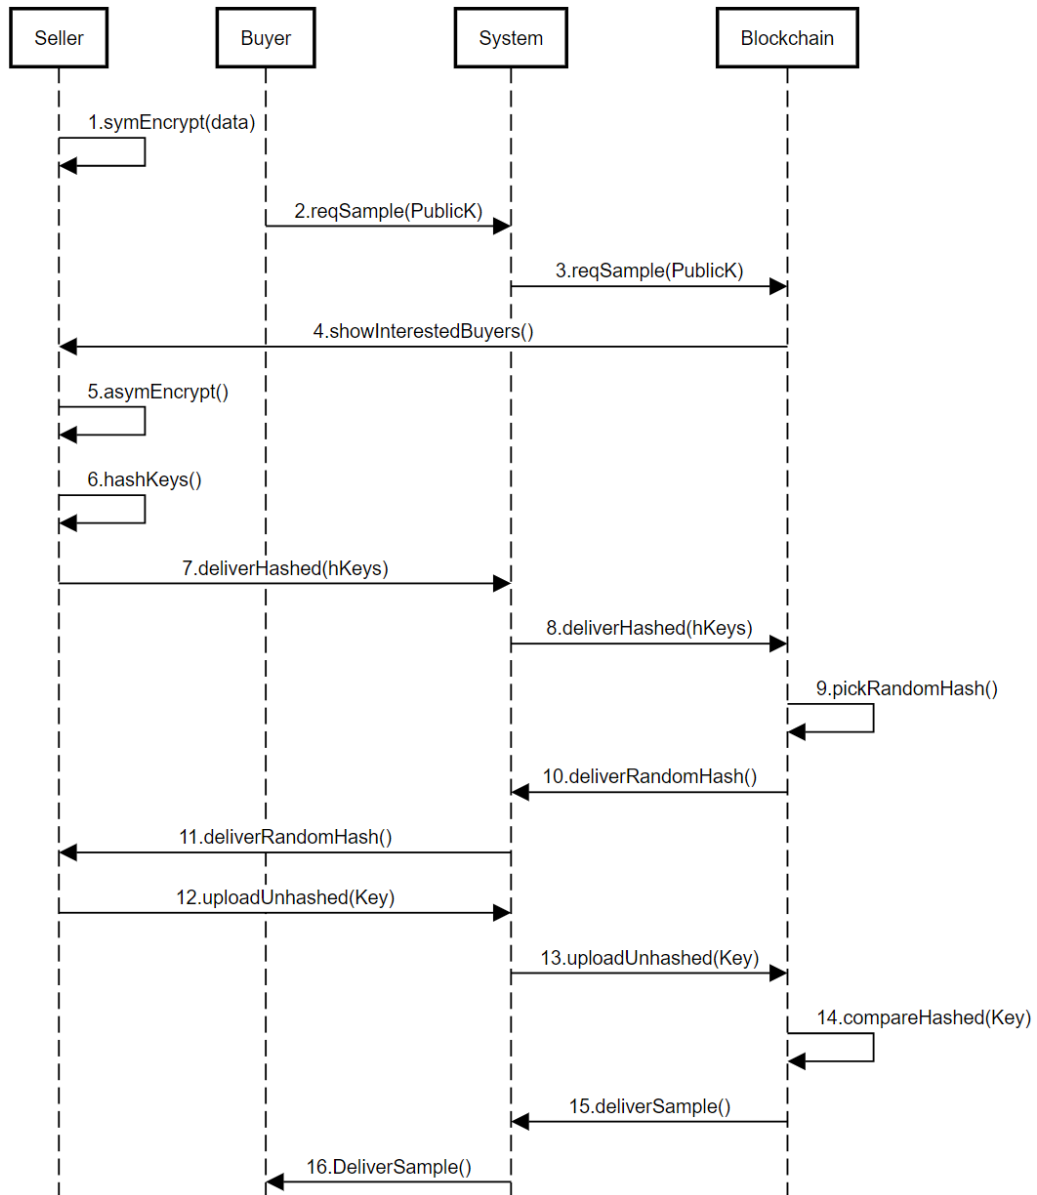 Seller
Buyer
System
Blockchain
1.symEncrypt(data)
2.reqSample(PublicK)
3.reqSample(PublicK)
4.showInterestedBuyers()
5.asymEncrypt()
6.hashKeys()
7.deliverHashed(hKeys)
8.deliverHashed(hKeys)
9.pickRandomHash()
10.deliverRandomHash()
11.deliverRandomHash()
12.uploadUnhashed(Key)
13.uploadUnhashed(Key)
14.compareHashed(Key)
15.deliverSample()
16.DeliverSample()